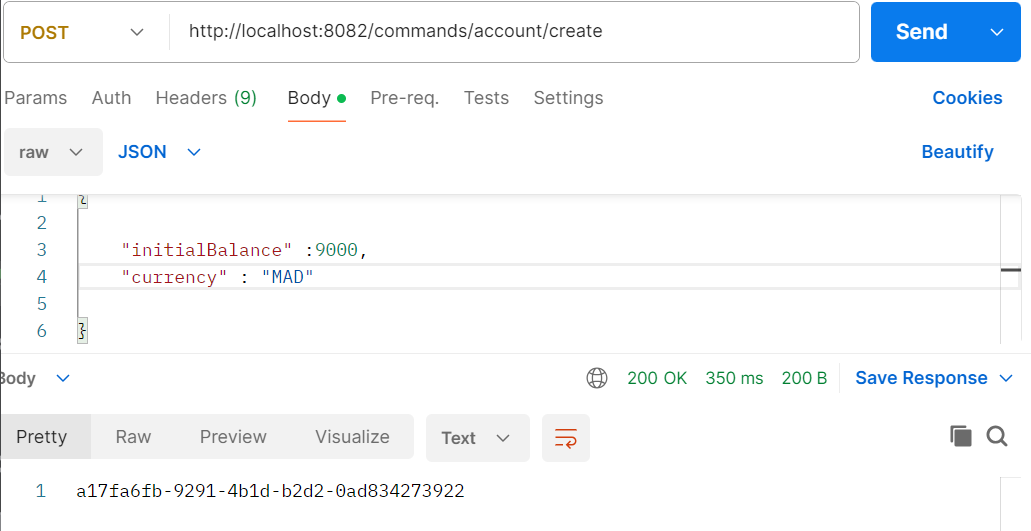 POST http://localhost:8082/commands/account/create Send
Params Auth Headers (9) Body Pre-req. Tests Settings Cookies
raw JSON Beautify
1 {
2
3 "initialBalance" :9000,
4 "currency" : "MAD"
5
6 }
Body 200 OK 350 ms 200 B Save Response
Pretty Raw Preview Visualize Text
1 a17fa6fb-9291-4b1d-b2d2-0ad834273922